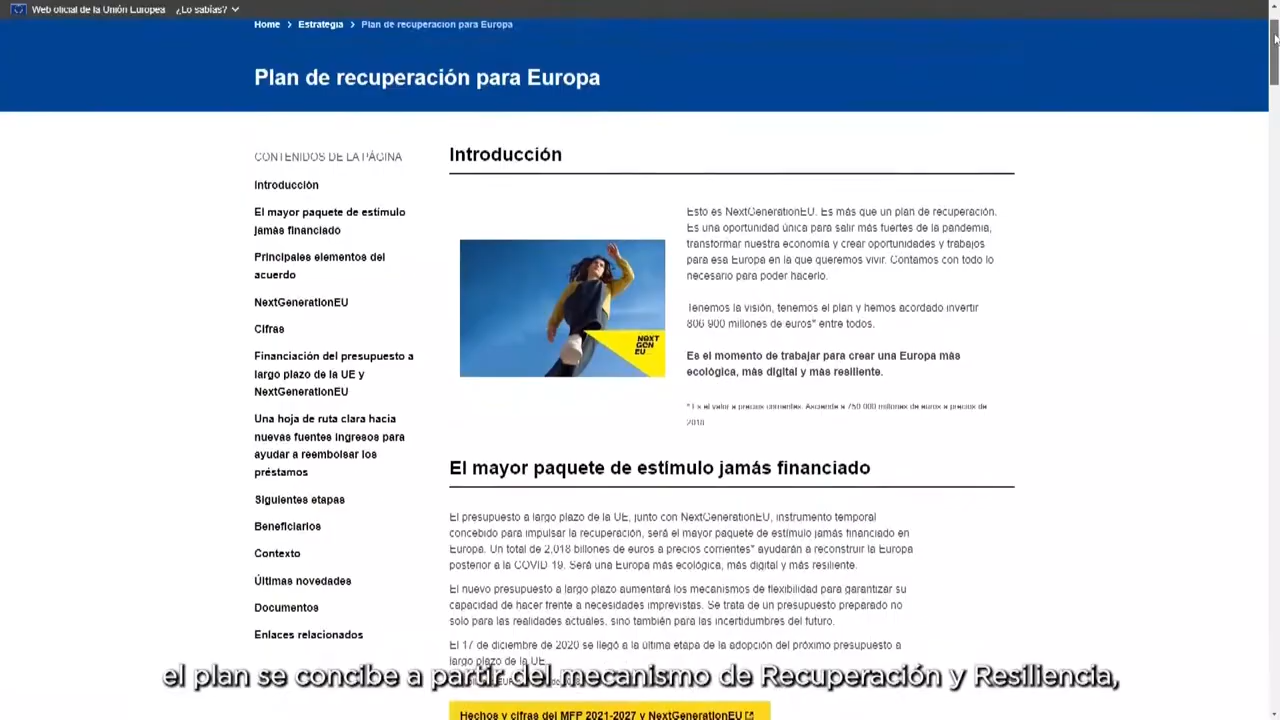 Web oficial de la Unión Europea ¿Lo sabías?
Home > Estrategia > Plan de recuperación para Europa
Plan de recuperación para Europa
CONTENIDOS DE LA PÁGINA
Introducción
El mayor paquete de estímulo
jamás financiado
Principales elementos del
acuerdo
NextGenerationEU
Cifras
Financiación del presupuesto a
largo plazo de la UE y
NextGenerationEU
Una hoja de ruta clara hacia
nuevas fuentes ingresos para
ayudar a reembolsar los
préstamos
Siguientes etapas
Beneficiarios
Contexto
Últimas novedades
Documentos
Enlaces relacionados
Introducción
NEXT
GEN
EU
Esto es NextGenerationEU. Es más que un plan de recuperación.
Es una oportunidad única para salir más fuertes de la pandemia,
transformar nuestra economía y crear oportunidades y trabajos
para esa Europa en la que queremos vivir. Contamos con todo lo
necesario para poder hacerlo.
Tenemos la visión, tenemos el plan y hemos acordado invertir
806 900 millones de euros* entre todos.
Es el momento de trabajar para crear una Europa más
ecológica, más digital y más resiliente.
* Es el valor a precios corrientes. Asciende a 750 000 millones de euros a precios de
2018
El mayor paquete de estímulo jamás financiado
El presupuesto a largo plazo de la UE, junto con NextGenerationEU, instrumento temporal
concebido para impulsar la recuperación, será el mayor paquete de estímulo jamás financiado en
Europa. Un total de 2,018 billones de euros a precios corrientes* ayudarán a reconstruir la Europa
posterior a la COVID-19. Será una Europa más ecológica, más digital y más resiliente.
El nuevo presupuesto a largo plazo aumentará los mecanismos de flexibilidad para garantizar su
capacidad de hacer frente a necesidades imprevistas. Se trata de un presupuesto preparado no
solo para las realidades actuales, sino también para las incertidumbres del futuro.
El 17 de diciembre de 2020 se llegó a la última etapa de la adopción del próximo presupuesto a
largo plazo de la UE.
el plan se concibe a partir del mecanismo de Recuperación y Resiliencia,
Hechos y cifras del MFP 2021-2027 y NextGenerationEU